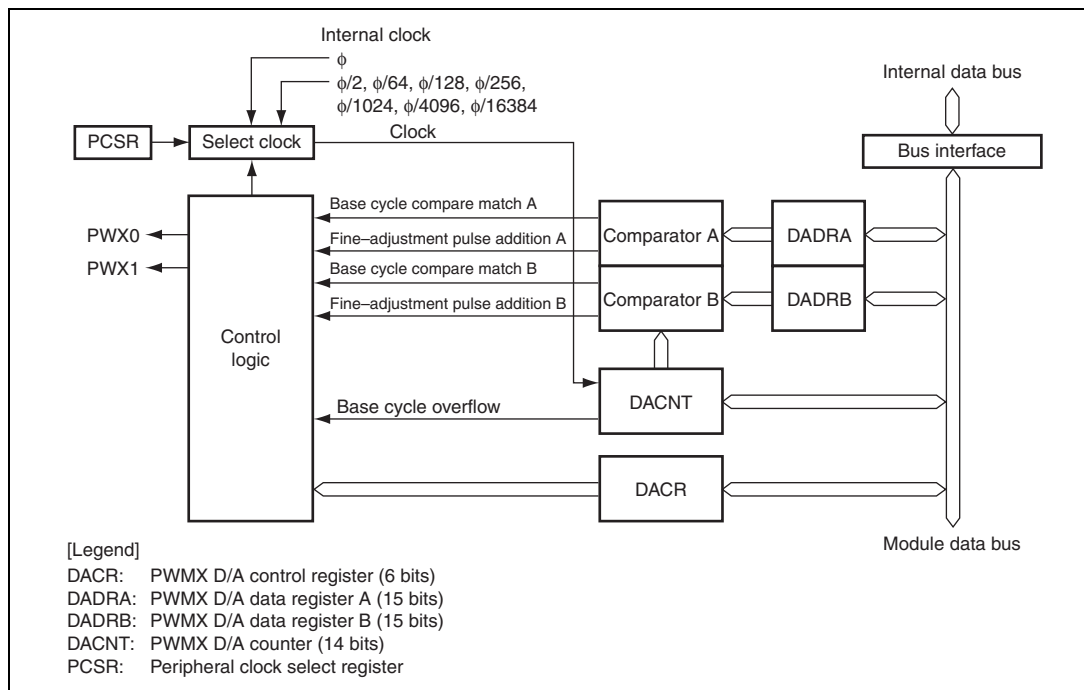 Internal clock
ϕ
ϕ/2, ϕ/64, ϕ/128, ϕ/256,
ϕ/1024, ϕ/4096, ϕ/16384
Internal data bus
Clock
PCSR
Select clock
Bus interface
Base cycle compare match A
PWX0
Fine–adjustment pulse addition A
Comparator A
DADRA
PWX1
Base cycle compare match B
Fine–adjustment pulse addition B
Comparator B
DADRB
Control
logic
Base cycle overflow
DACNT
DACR
Module data bus
[Legend]
DACR: PWMX D/A control register (6 bits)
DADRA: PWMX D/A data register A (15 bits)
DADRB: PWMX D/A data register B (15 bits)
DACNT: PWMX D/A counter (14 bits)
PCSR: Peripheral clock select register